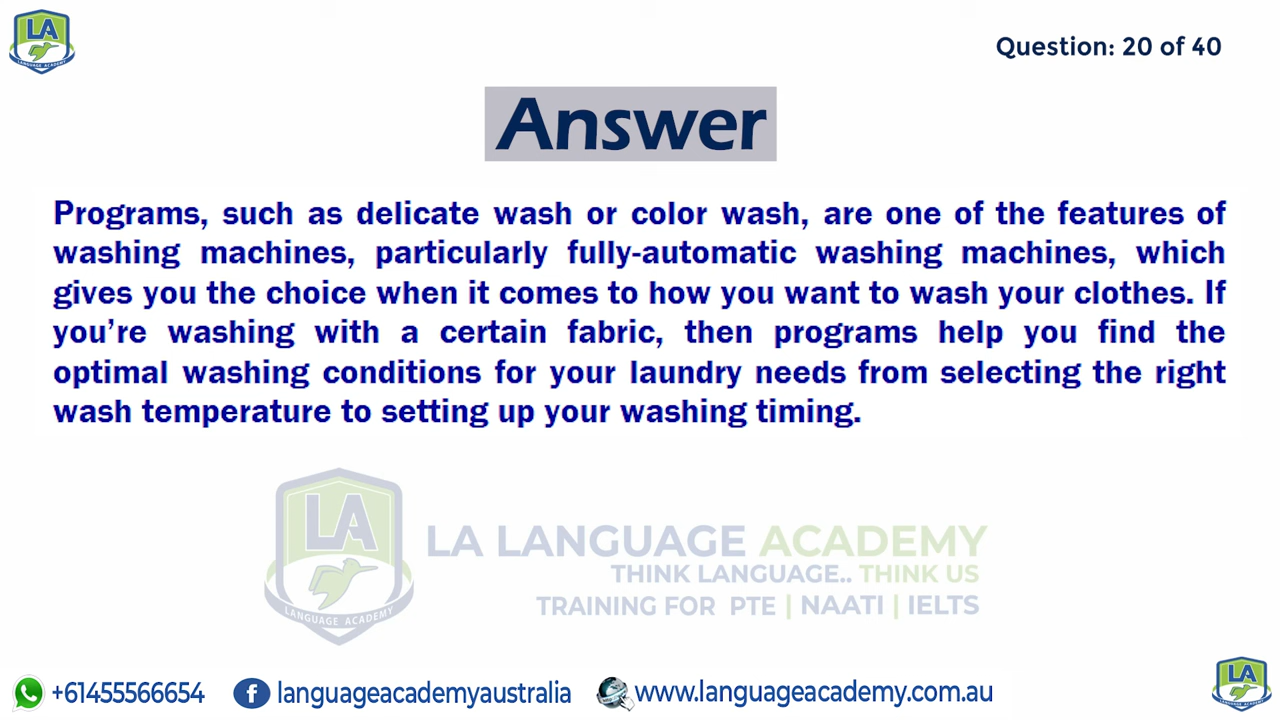 LA
LANGUAGE ACADEMY
Question: 20 of 40
Answer
Programs, such as delicate wash or color wash, are one of the features of
washing machines, particularly fully-automatic washing machines, which
gives you the choice when it comes to how you want to wash your clothes. If
you’re washing with a certain fabric, then programs help you find the
optimal washing conditions for your laundry needs from selecting the right
wash temperature to setting up your washing timing.
LA
LANGUAGE ACADEMY
LA LANGUAGE ACADEMY
THINK LANGUAGE.. THINK US
TRAINING FOR PTE | NAATI | IELTS
+61455566654
languageacademyaustralia
www.languageacademy.com.au
LA
LANGUAGE ACADEMY